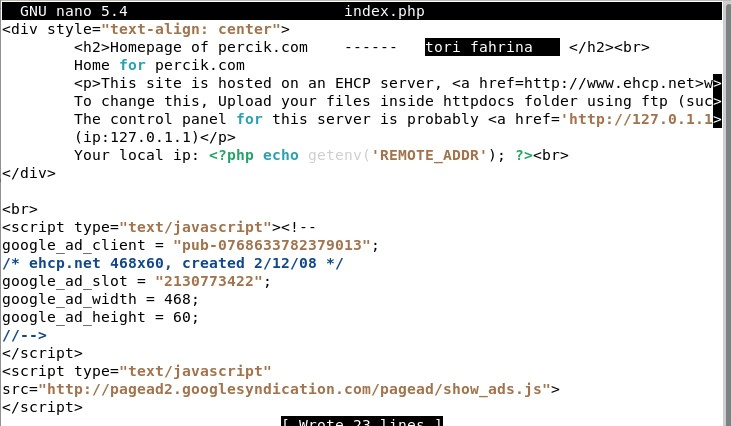 GNU nano 5.4 index.php
<div style="text-align: center">
<h2>Homepage of percik.com ------ tori fahrina </h2><br>
Home for percik.com
<p>This site is hosted on an EHCP server, <a href=http://www.ehcp.net>w>
To change this, Upload your files inside httpdocs folder using ftp (suc>
The control panel for this server is probably <a href='http://127.0.1.1>
(ip:127.0.1.1)</p>
Your local ip: <?php echo getenv('REMOTE_ADDR'); ?><br>
</div>
<br>
<script type="text/javascript"><!--
google_ad_client = "pub-0768633782379013";
/* ehcp.net 468x60, created 2/12/08 */
google_ad_slot = "2130773422";
google_ad_width = 468;
google_ad_height = 60;
//-->
</script>
<script type="text/javascript"
src="http://pagead2.googlesyndication.com/pagead/show_ads.js">
</script>
[ Wrote 23 lines ]